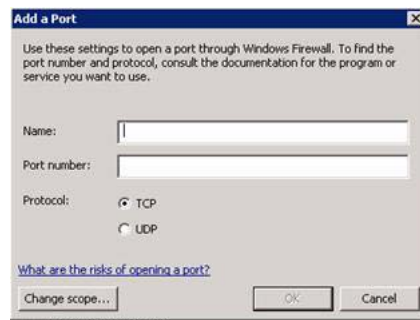 Add a Port
Use these settings to open a port through Windows Firewall. To find the
port number and protocol, consult the documentation for the program or
service you want to use.
Name:
Port number:
Protocol:
TCP
UDP
What are the risks of opening a port?
Change scope...
OK
Cancel